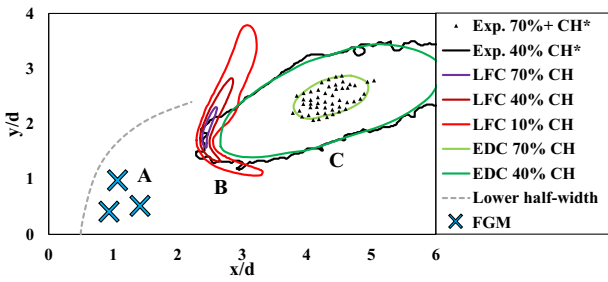 4
3
2
1
0
y/d
0
1
2
3
4
5
6
x/d
A
B
C
Exp. 70%+ CH*
Exp. 40% CH*
LFC 70% CH
LFC 40% CH
LFC 10% CH
EDC 70% CH
EDC 40% CH
Lower half-width
FGM